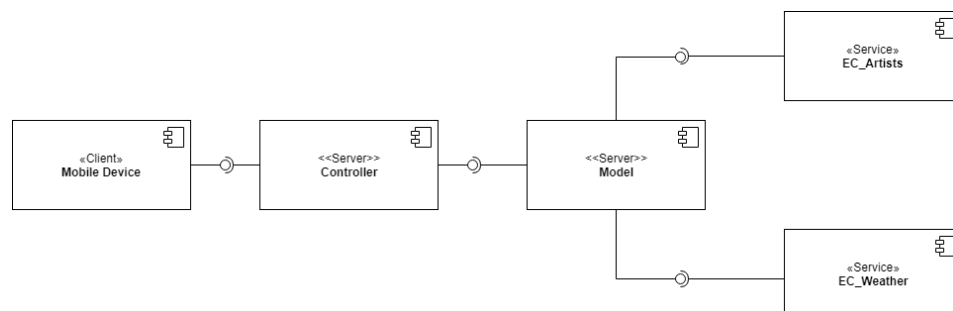 «Service»
EC_Artists
«Client»
Mobile Device
<<Server>>
Controller
<<Server>>
Model
«Service»
EC_Weather